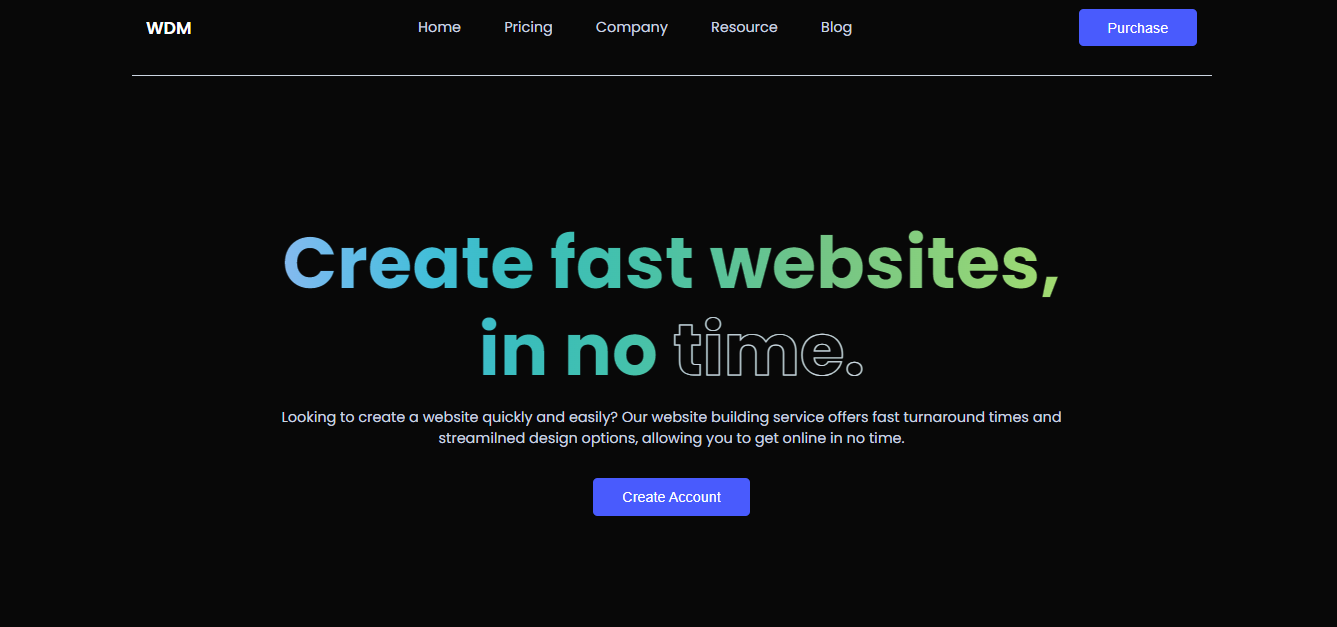 WDM
Home Pricing Company Resource Blog
Purchase
Create fast websites,
in no time.
Looking to create a website quickly and easily? Our website building service offers fast turnaround times and
streamilned design options, allowing you to get online in no time.
Create Account